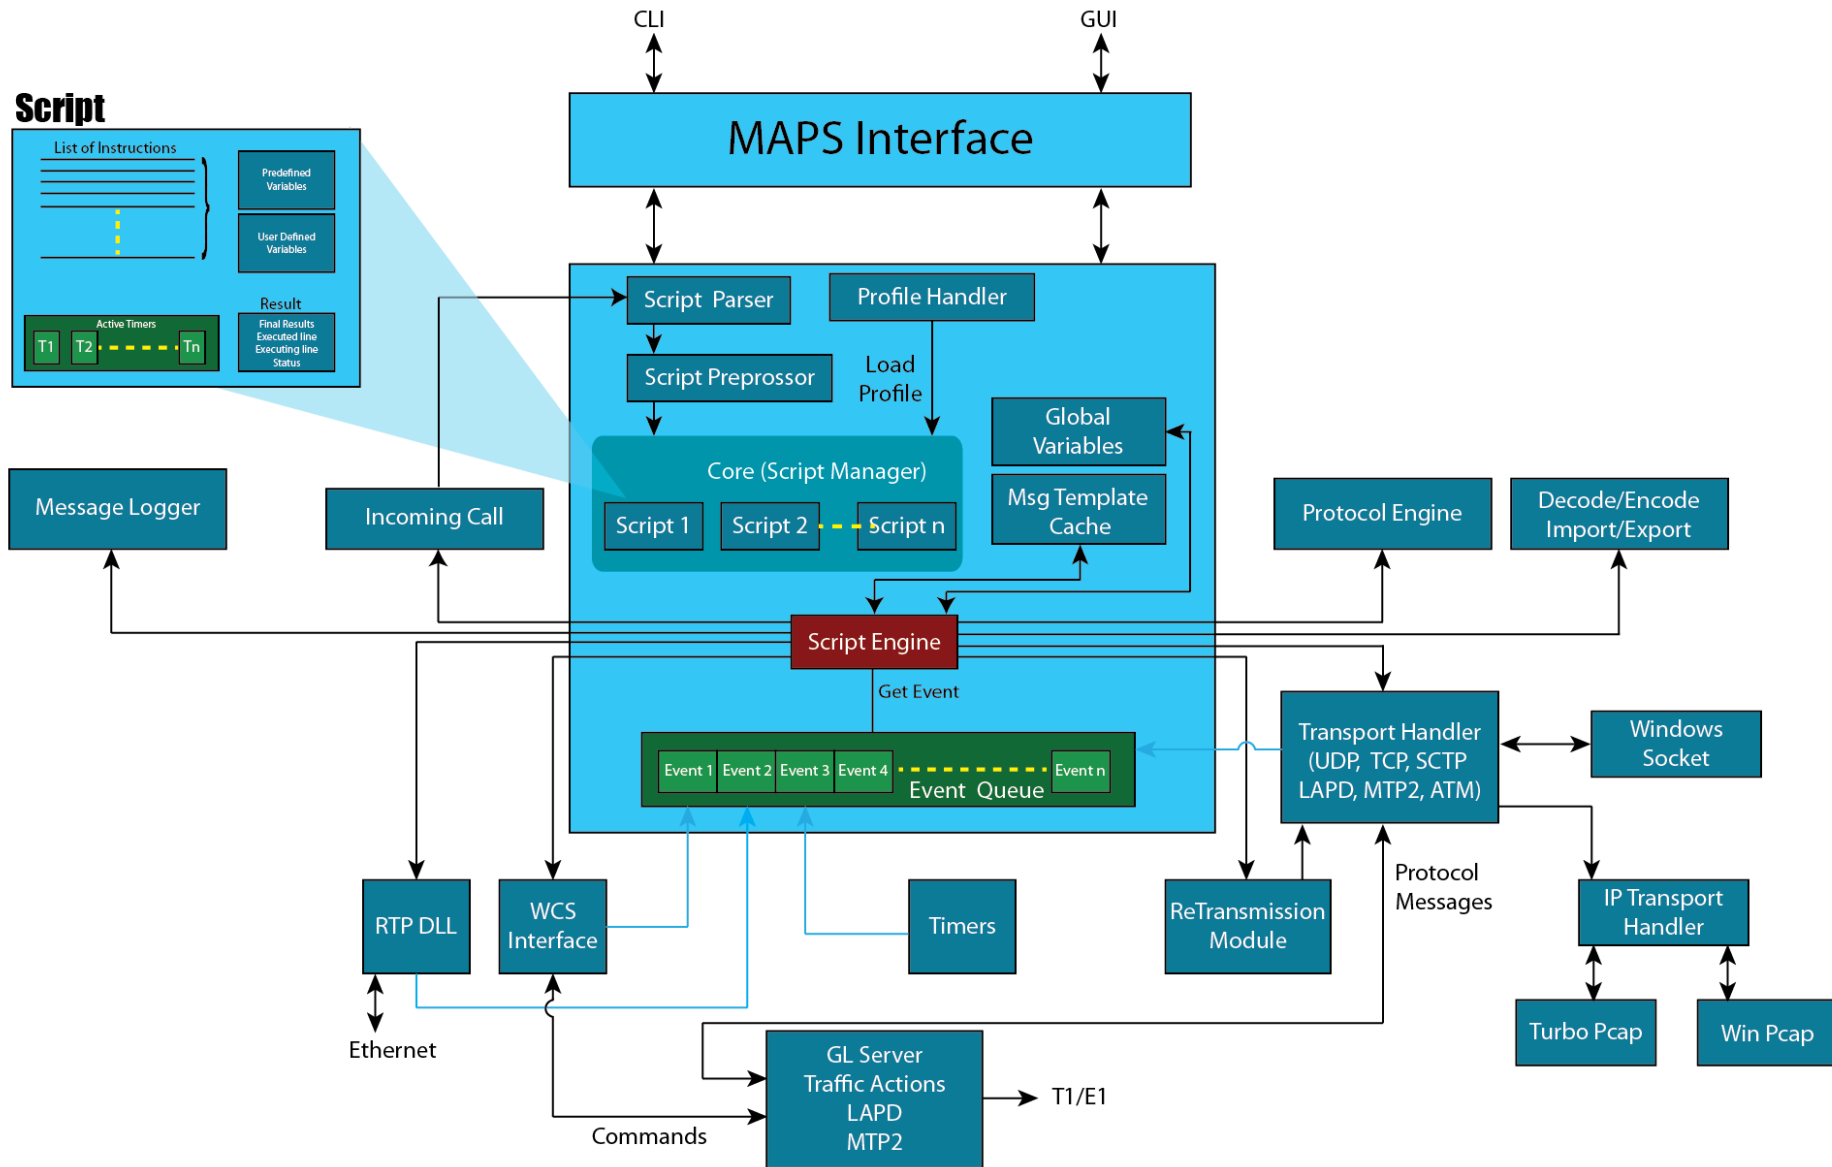 CLI
GUI
MAPS Interface
Script
List of Instructions
Predefined
Variables
User Defined
Variables
Result
Active Timers
T1
T2
Tn
Final Results
Executed line
Executing line
Status
Script Parser
Profile Handler
Script Preprossor
Load
Profile
Global
Variables
Core (Script Manager)
Script 1
Script 2
Script n
Msg Template
Cache
Message Logger
Incoming Call
Protocol Engine
Decode/Encode
Import/Export
Script Engine
Get Event
Event 1
Event 2
Event 3
Event 4
Event n
Event Queue
Transport Handler
(UDP, TCP, SCTP
LAPD, MTP2, ATM)
Windows
Socket
RTP DLL
WCS
Interface
Timers
ReTransmission
Module
Protocol
Messages
IP Transport
Handler
Turbo Pcap
Win Pcap
Ethernet
GL Server
Traffic Actions
LAPD
MTP2
T1/E1
Commands